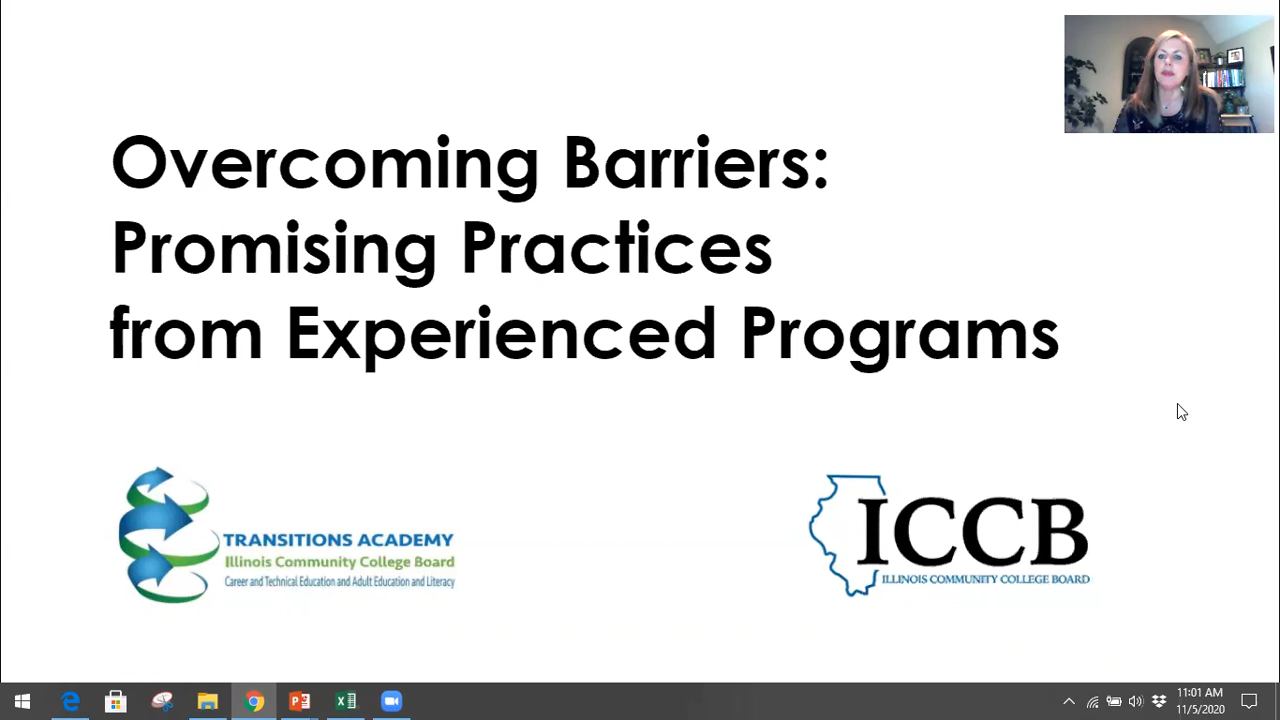 Overcoming Barriers:
Promising Practices
from Experienced Programs
TRANSITIONS ACADEMY
Illinois Community College Board
Career and Technical Education and Adult Education and Literacy
ICCB
ILLINOIS COMMUNITY COLLEGE BOARD
11:01 AM
11/5/2020